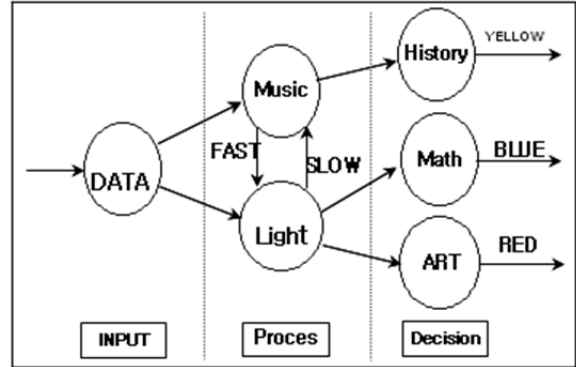 YELLOW
History
Music
FAST
SLOW
BLUE
Math
DATA
Light
RED
ART
INPUT
Proces
Decision